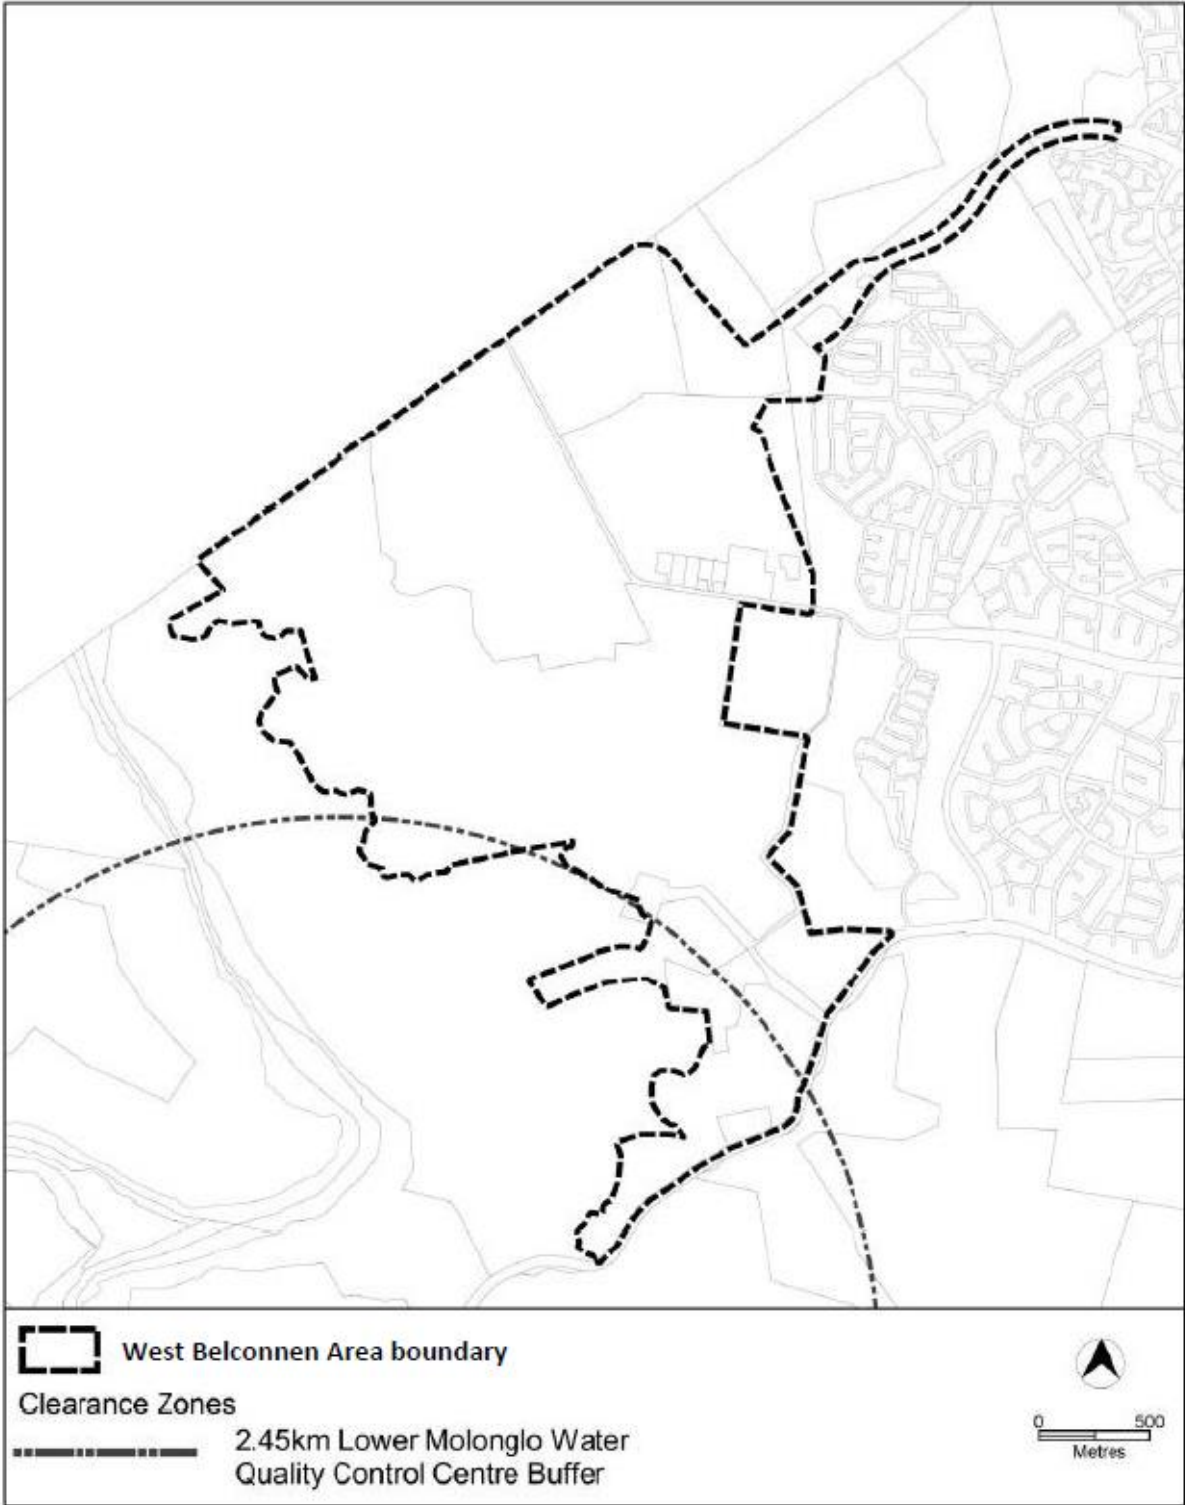 West Belconnen Area boundary
Clearance Zones
2.45km Lower Molonglo Water
Quality Control Centre Buffer
0 500
Metres